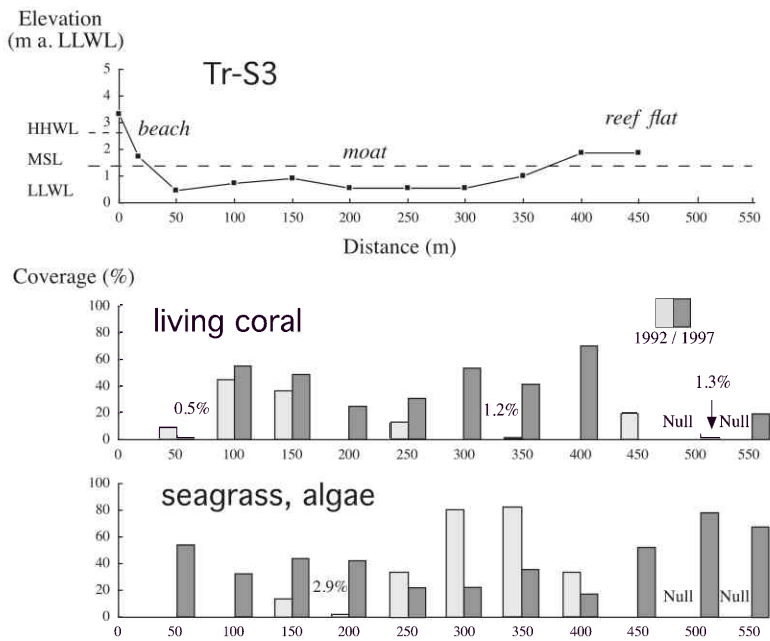 Elevation
(m a. LLWL)
Tr-S3
5
4
3
2
1
0
HHWL
MSL
LLWL
beach
moat
reef flat
0 50 100 150 200 250 300 350 400 450 500 550
Distance (m)
Coverage (%)
100
80
60
40
20
0
living coral
1992 / 1997
0.5%
1.2%
1.3%
Null
Null
0 50 100 150 200 250 300 350 400 450 500 550
100
80
60
40
20
0
seagrass, algae
2.9%
Null
Null
0 50 100 150 200 250 300 350 400 450 500 550